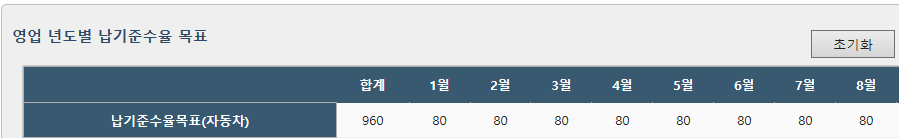 영업 년도별 납기준수율 목표
초기화
합계 1월 2월 3월 4월 5월 6월 7월 8월
납기준수율목표(자동차) 960 80 80 80 80 80 80 80 80